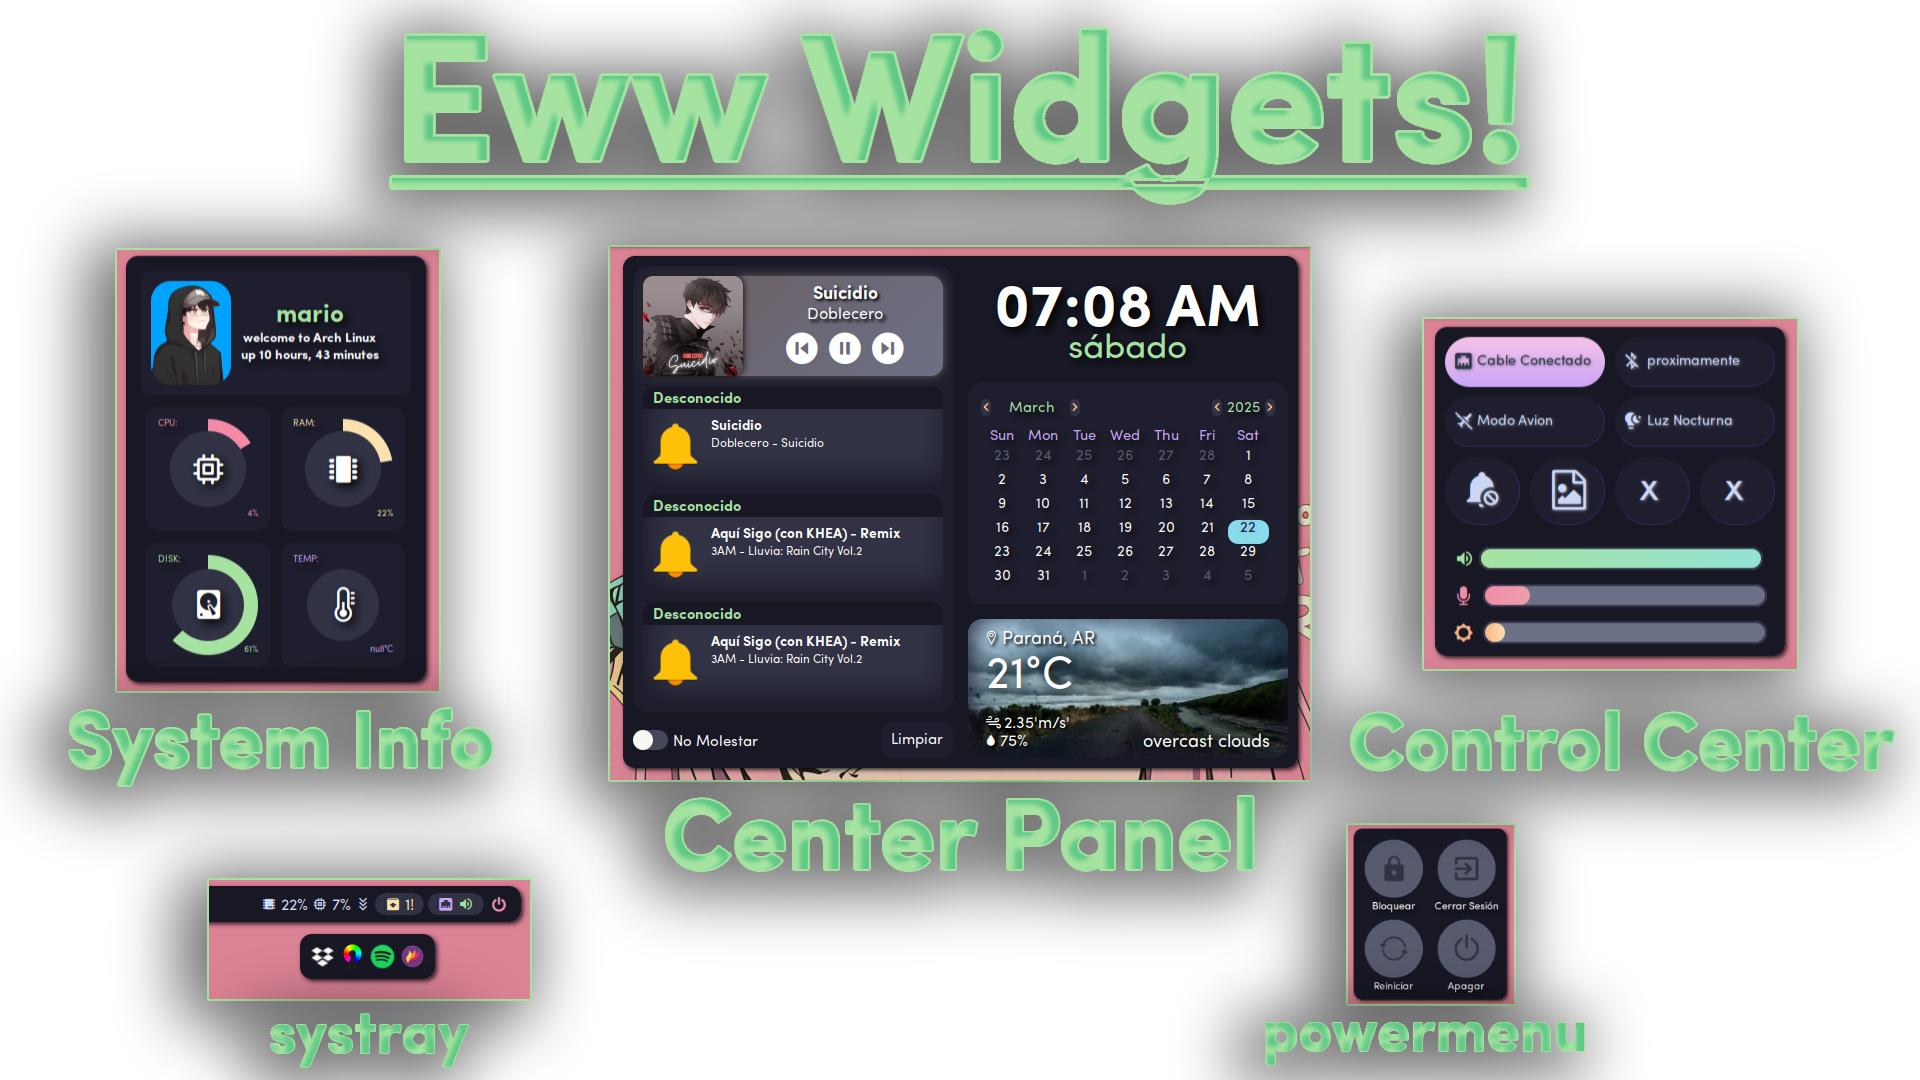 Eww Widgets!
mario
welcome to Arch Linux
up 10 hours, 43 minutes
CPU:
4%
RAM:
22%
DISK:
61%
TEMP:
null°C
System Info
Suicidio
Doblecero
DOBLECERO
Suicidio
Desconocido
Suicidio
Doblecero - Suicidio
Desconocido
Aquí Sigo (con KHEA) - Remix
3AM - Lluvia: Rain City Vol.2
Desconocido
Aquí Sigo (con KHEA) - Remix
3AM - Lluvia: Rain City Vol.2
No Molestar
Limpiar
07:08 AM
sábado
March 2025
Sun Mon Tue Wed Thu Fri Sat
23 24 25 26 27 28 1
2 3 4 5 6 7 8
9 10 11 12 13 14 15
16 17 18 19 20 21 22
23 24 25 26 27 28 29
30 31 1 2 3 4 5
Paraná, AR
21°C
2.35'm/s'
75%
overcast clouds
Center Panel
Cable Conectado
proximamente
Modo Avion
Luz Nocturna
X
X
Control Center
22% 7% 1!
systray
Bloquear
Cerrar Sesión
Reiniciar
Apagar
powermenu